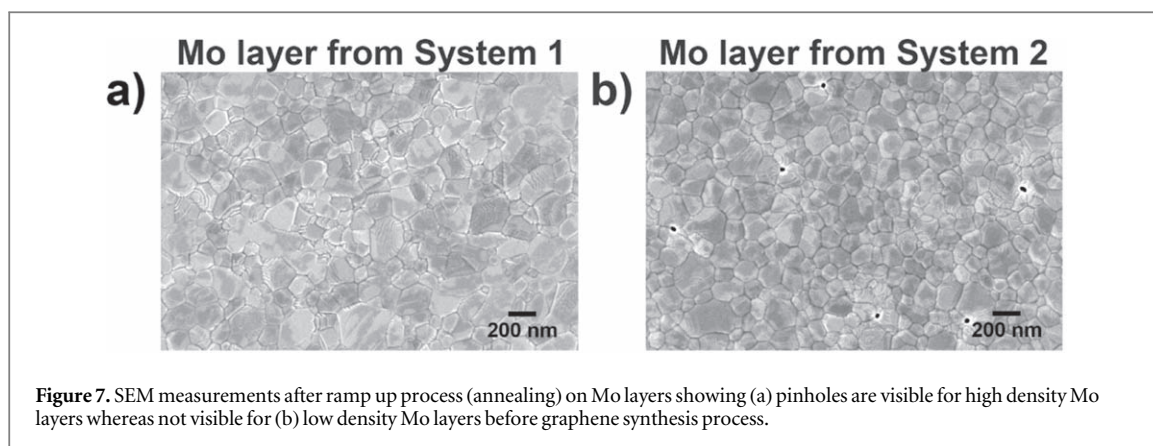 Mo layer from System 1
Mo layer from System 2
a)
b)
200 nm
200 nm
Figure 7. SEM measurements after ramp up process (annealing) on Mo layers showing (a) pinholes are visible for high density Mo
layers whereas not visible for (b) low density Mo layers before graphene synthesis process.